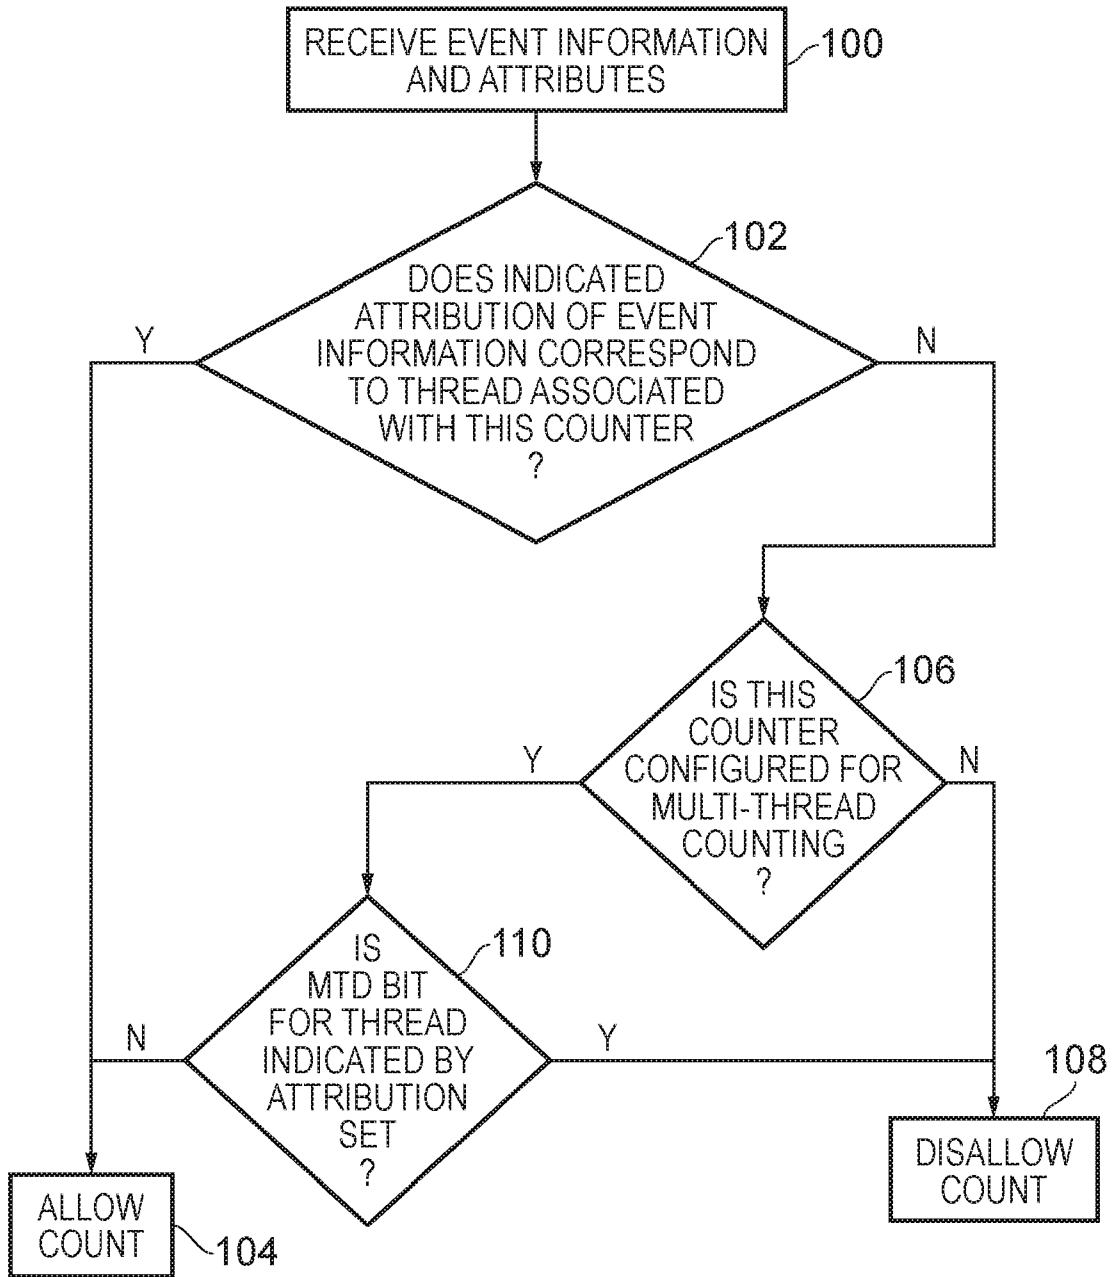 RECEIVE EVENT INFORMATION
AND ATTRIBUTES
100
102
DOES INDICATED
ATTRIBUTION OF EVENT
INFORMATION CORRESPOND
TO THREAD ASSOCIATED
WITH THIS COUNTER
?
Y
N
106
IS THIS
COUNTER
CONFIGURED FOR
MULTI-THREAD
COUNTING
?
Y
N
110
IS
MTD BIT
FOR THREAD
INDICATED BY
ATTRIBUTION
SET
?
N
Y
108
DISALLOW
COUNT
ALLOW
COUNT
104